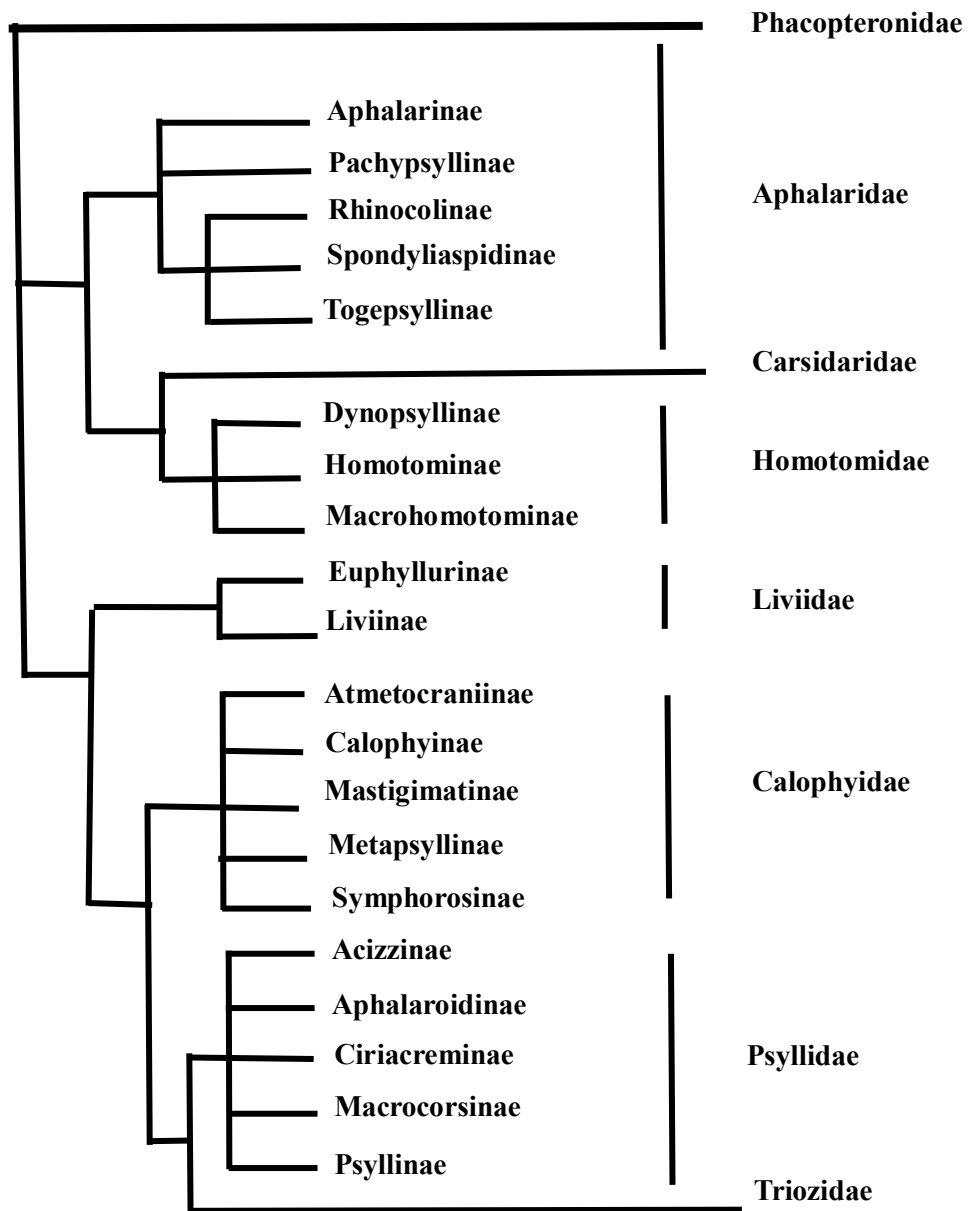 Phacopteronidae
Aphalarinae
Pachypsyllinae
Rhinocolinae
Aphalaridae
Spondyliaspidinae
Togepsyllinae
Carsidaridae
Dynopsyllinae
Homotominae
Homotomidae
Macrohomotominae
Euphyllurinae
Liviidae
Liviinae
Atmetocraniinae
Calophyinae
Calophyidae
Mastigimatinae
Metapsyllinae
Symphorosinae
Acizzinae
Aphalaroidinae
Ciriacreminae
Psyllidae
Macrocorsinae
Psyllinae
Triozidae